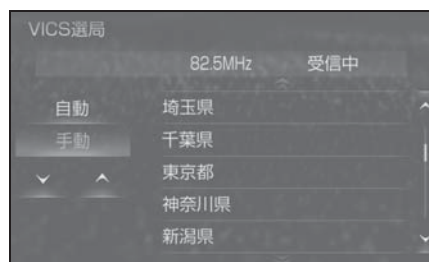 VICS選局
82.5MHz 受信中
自動 埼玉県
手動 千葉県
東京都
神奈川県
新潟県